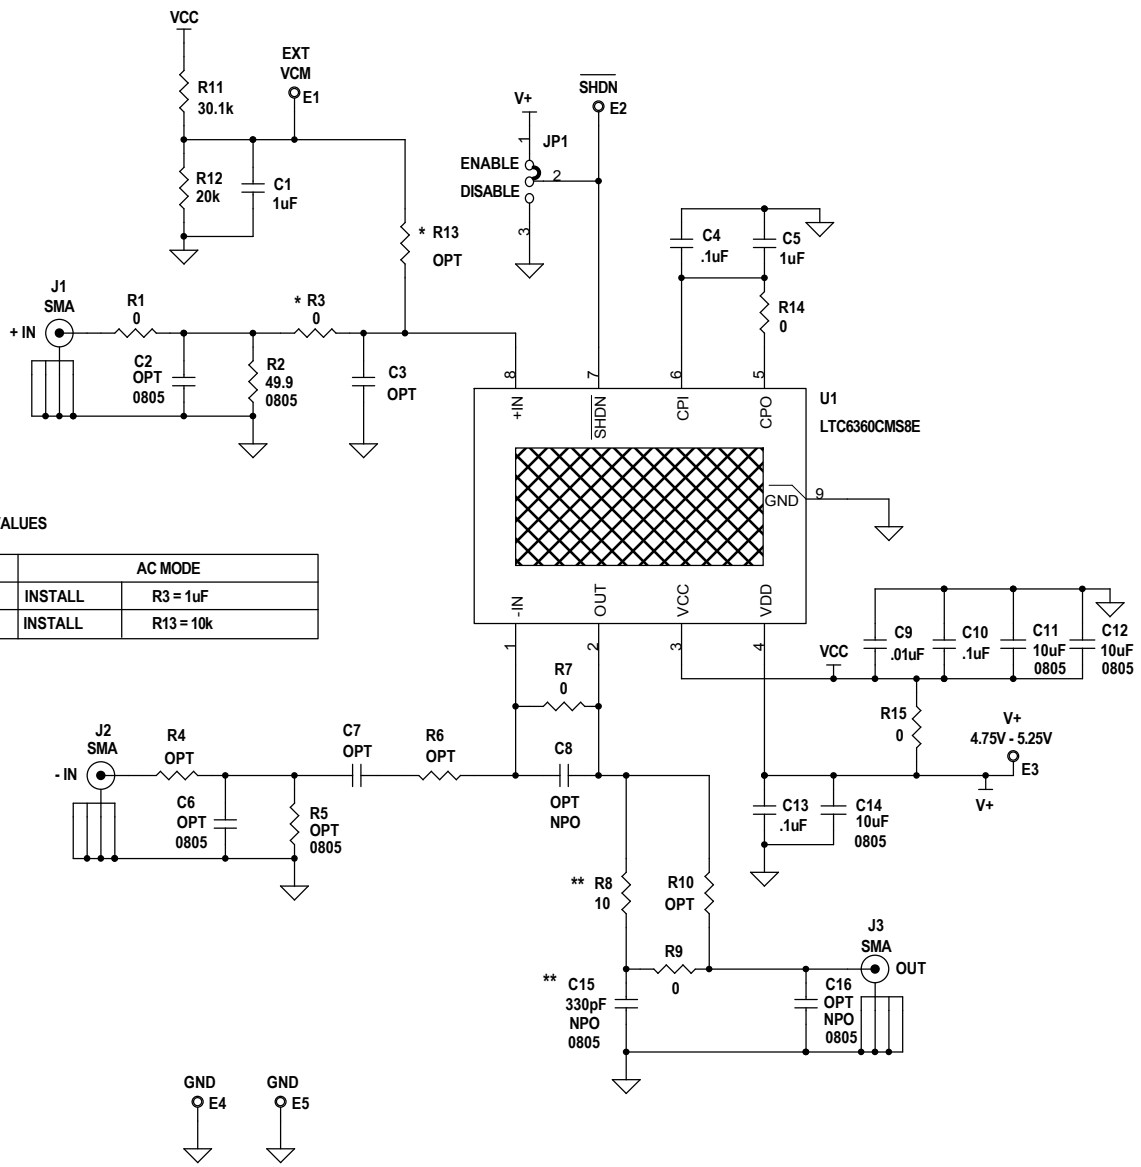 VCC
R11
30.1k
EXT
VCM
E1
R12
20k
C1
1uF
* R13
OPT
V+
SHDN
E2
1
JP1
ENABLE
2
DISABLE
3
C4
.1uF
C5
1uF
R14
0
J1
SMA
+ IN
R1
0
* R3
0
C2
OPT
0805
R2
49.9
0805
C3
OPT
8
7
6
5
+IN
SHDN
CPI
CPO
U1
LTC6360CMS8E
GND
9
-IN
OUT
VCC
VDD
1
2
3
4
ALUES
AC MODE
INSTALL R3 = 1uF
INSTALL R13 = 10k
VCC
C9
.01uF
C10
.1uF
C11
10uF
0805
C12
10uF
0805
R15
0
V+
4.75V - 5.25V
E3
V+
R7
0
J2
SMA
- IN
R4
OPT
C6
OPT
0805
R5
OPT
0805
C7
OPT
R6
OPT
C8
OPT
NPO
C13
.1uF
C14
10uF
0805
** R8
10
R10
OPT
R9
0
** C15
330pF
NPO
0805
C16
OPT
NPO
0805
J3
SMA
OUT
GND
E4
GND
E5